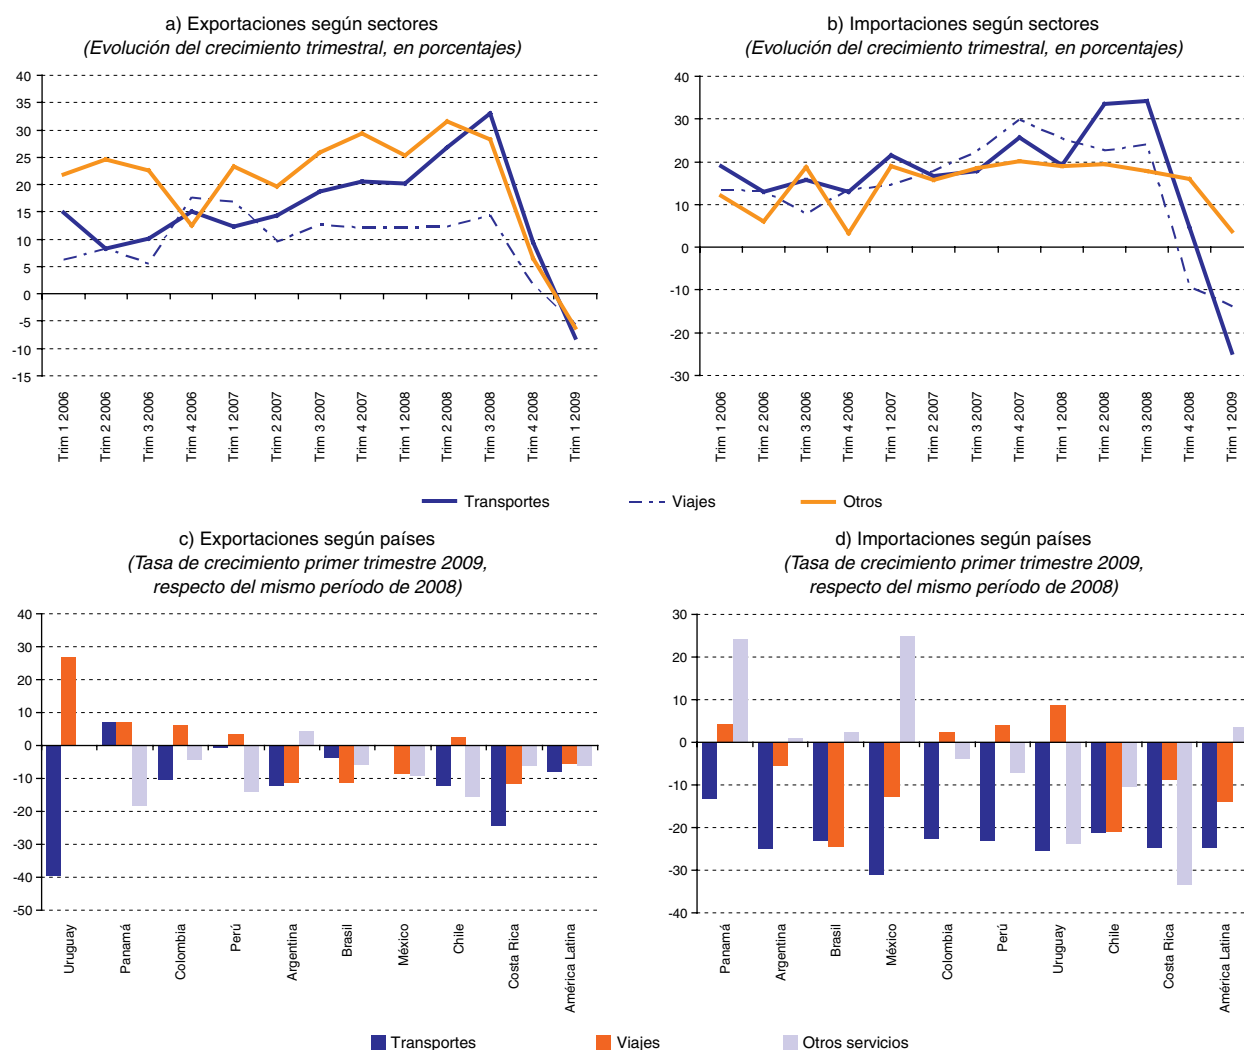 a) Exportaciones según sectores
(Evolución del crecimiento trimestral, en porcentajes)
40
35
30
25
20
15
10
5
0
-5
-10
-15
Trim 1 2006
Trim 2 2006
Trim 3 2006
Trim 4 2006
Trim 1 2007
Trim 2 2007
Trim 3 2007
Trim 4 2007
Trim 1 2008
Trim 2 2008
Trim 3 2008
Trim 4 2008
Trim 1 2009
b) Importaciones según sectores
(Evolución del crecimiento trimestral, en porcentajes)
40
30
20
10
0
-10
-20
-30
Trim 1 2006
Trim 2 2006
Trim 3 2006
Trim 4 2006
Trim 1 2007
Trim 2 2007
Trim 3 2007
Trim 4 2007
Trim 1 2008
Trim 2 2008
Trim 3 2008
Trim 4 2008
Trim 1 2009
Transportes
Viajes
Otros
c) Exportaciones según países
(Tasa de crecimiento primer trimestre 2009,
respecto del mismo período de 2008)
40
30
20
10
0
-10
-20
-30
-40
-50
Uruguay
Panamá
Colombia
Perú
Argentina
Brasil
México
Chile
Costa Rica
América Latina
d) Importaciones según países
(Tasa de crecimiento primer trimestre 2009,
respecto del mismo período de 2008)
30
20
10
0
-10
-20
-30
-40
Panamá
Argentina
Brasil
México
Colombia
Perú
Uruguay
Chile
Costa Rica
América Latina
Transportes
Viajes
Otros servicios